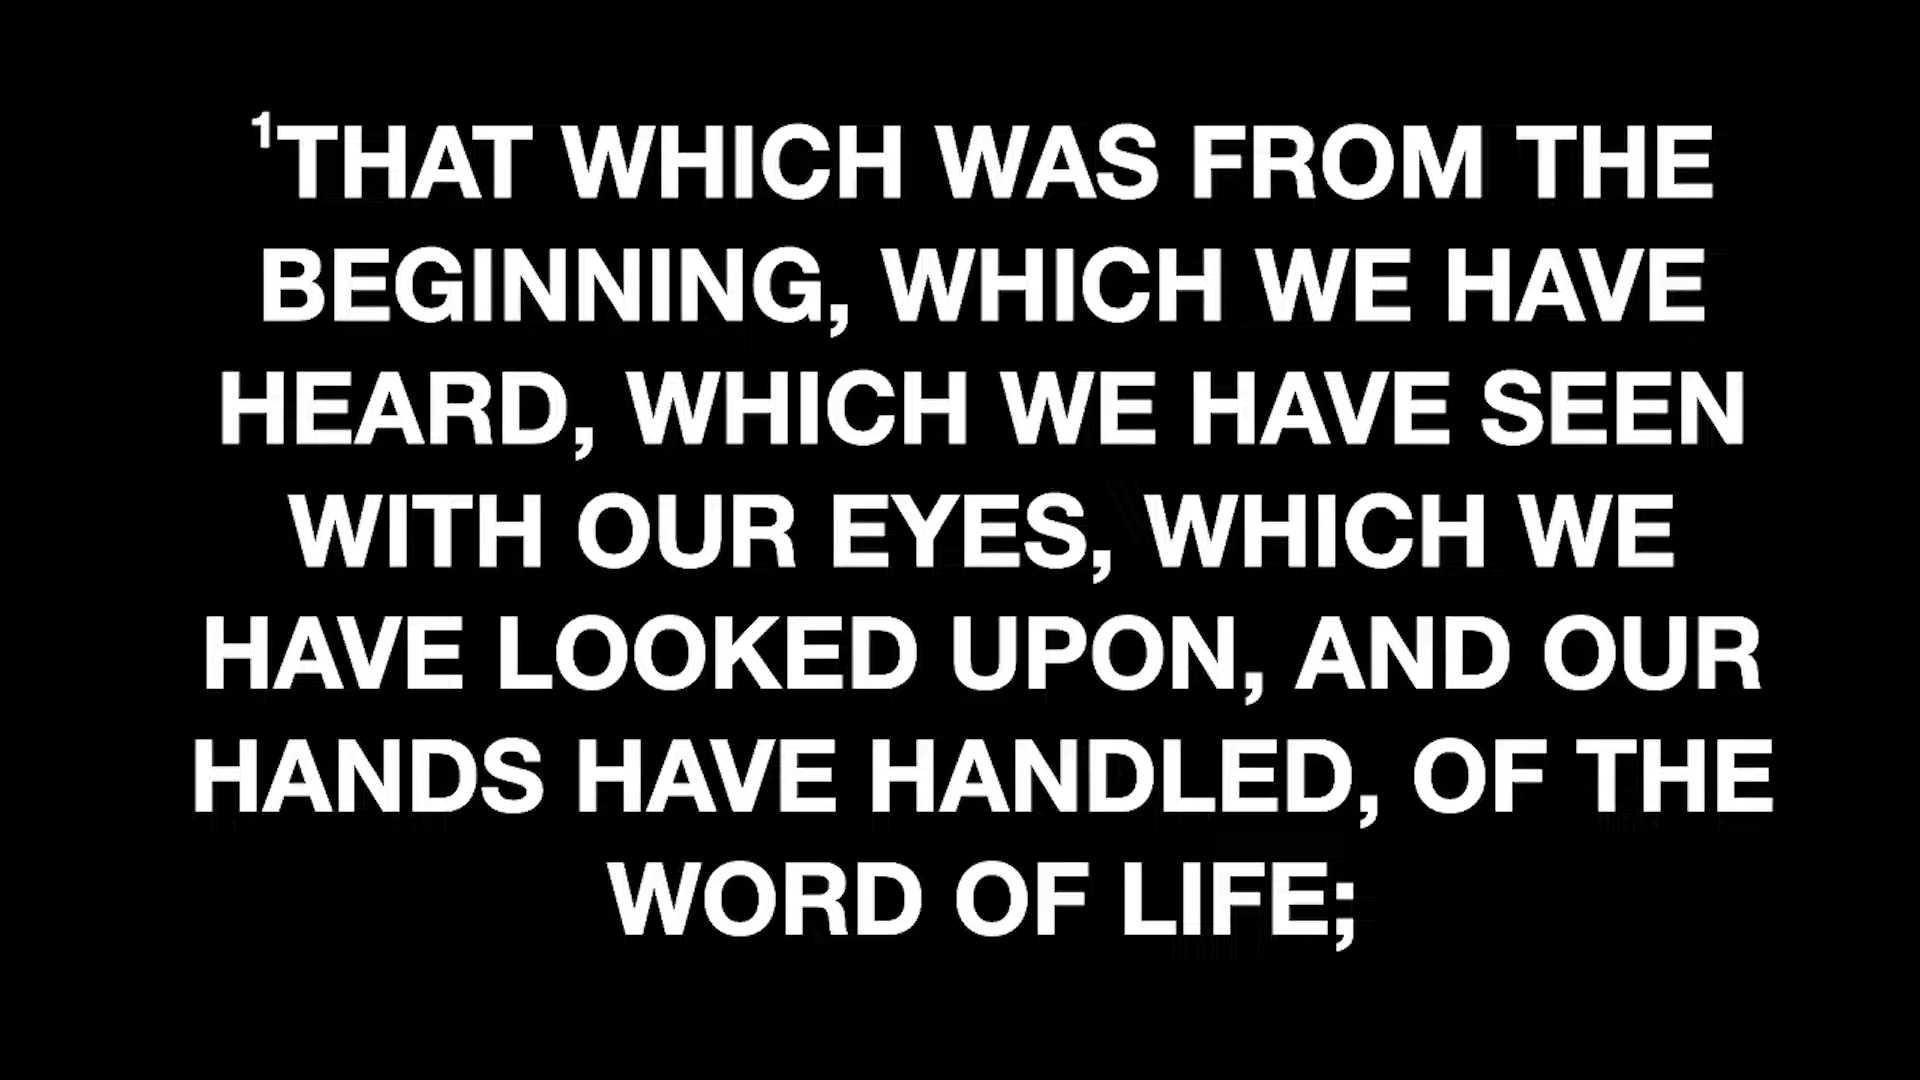 ¹THAT WHICH WAS FROM THE
BEGINNING, WHICH WE HAVE
HEARD, WHICH WE HAVE SEEN
WITH OUR EYES, WHICH WE
HAVE LOOKED UPON, AND OUR
HANDS HAVE HANDLED, OF THE
WORD OF LIFE;